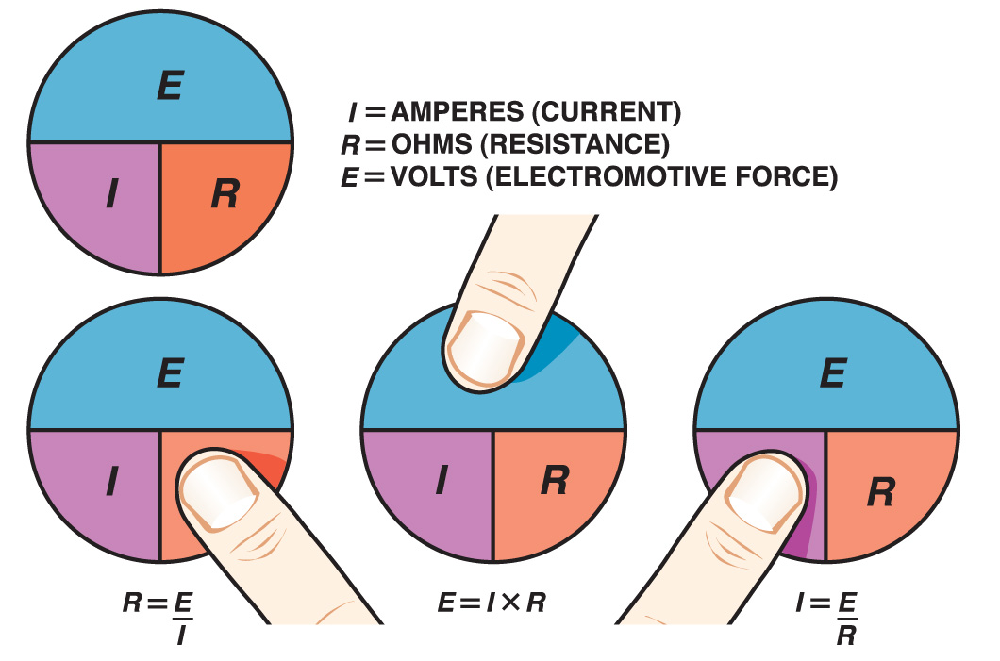 E
I R
I = AMPERES (CURRENT)
R = OHMS (RESISTANCE)
E = VOLTS (ELECTROMOTIVE FORCE)
E
I
I R
E
R
R = E
I
E = I × R
I = E
R